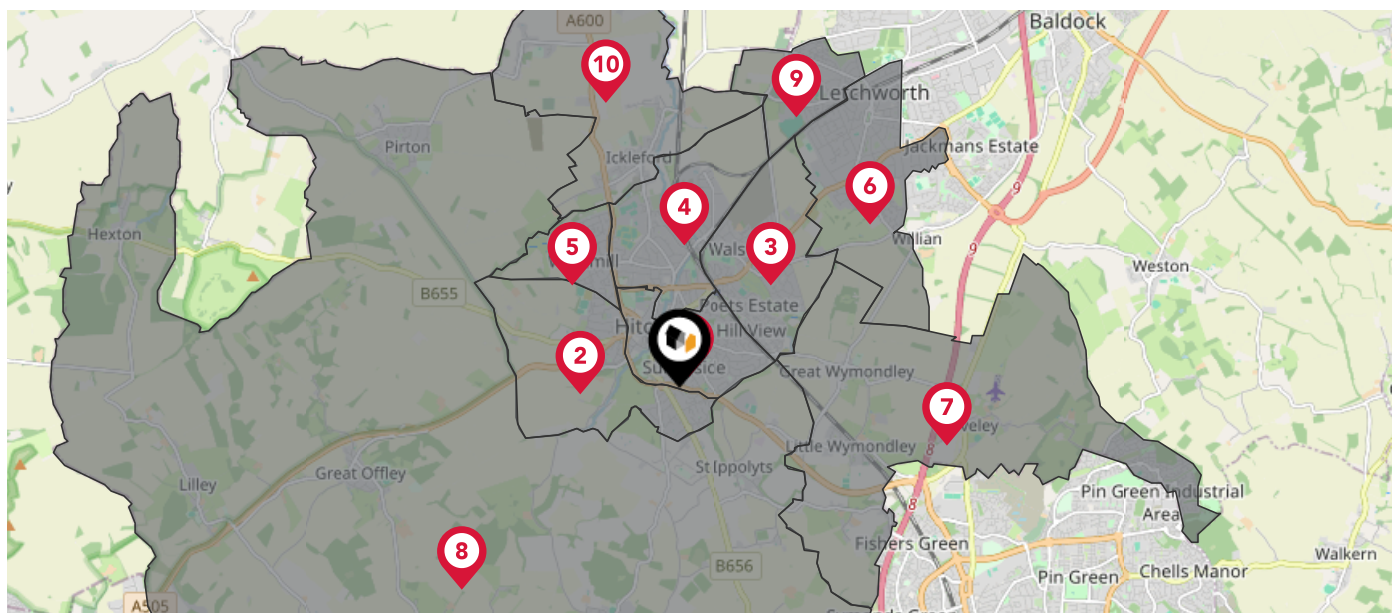 A600
Baldock
10
9
Letchworth
Pirton
Ickleford
Jackmans Estate
6
9
4
Hexton
5
3
Willian
9
Weston
B655
Poets Estate
Hill View
2
Great Wymondley
7
Little Wymondley
8
St Ippolyts
Great Offley
Lilley
Pin Green Industrial
Area
8
Fishers Green
8
B656
Walkern
Pin Green
Chells Manor
A505